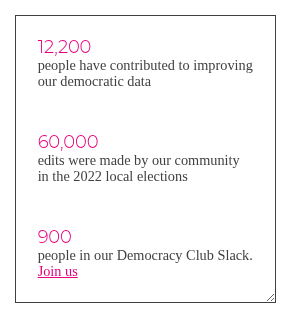 12,200
people have contributed to improving
our democratic data
60,000
edits were made by our community
in the 2022 local elections
900
people in our Democracy Club Slack.
Join us